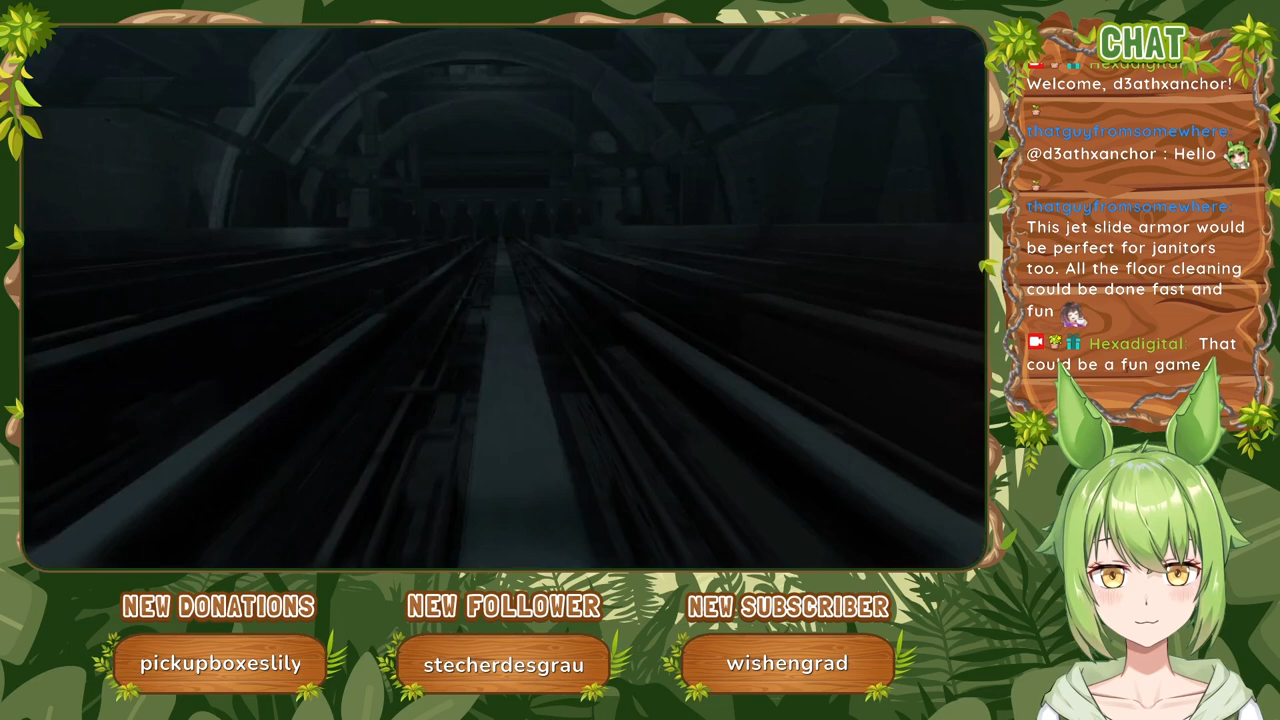 CHAT
Hexadigital
Welcome, d3athxanchor!
thatguyfromsomewhere:
@d3athxanchor : Hello
thatguyfromsomewhere:
This jet slide armor would
be perfect for janitors
too. All the floor cleaning
could be done fast and
fun
Hexadigital: That
could be a fun game
NEW DONATIONS
NEW FOLLOWER
NEW SUBSCRIBER
pickupboxeslily
stecherdesgrau
wishengrad